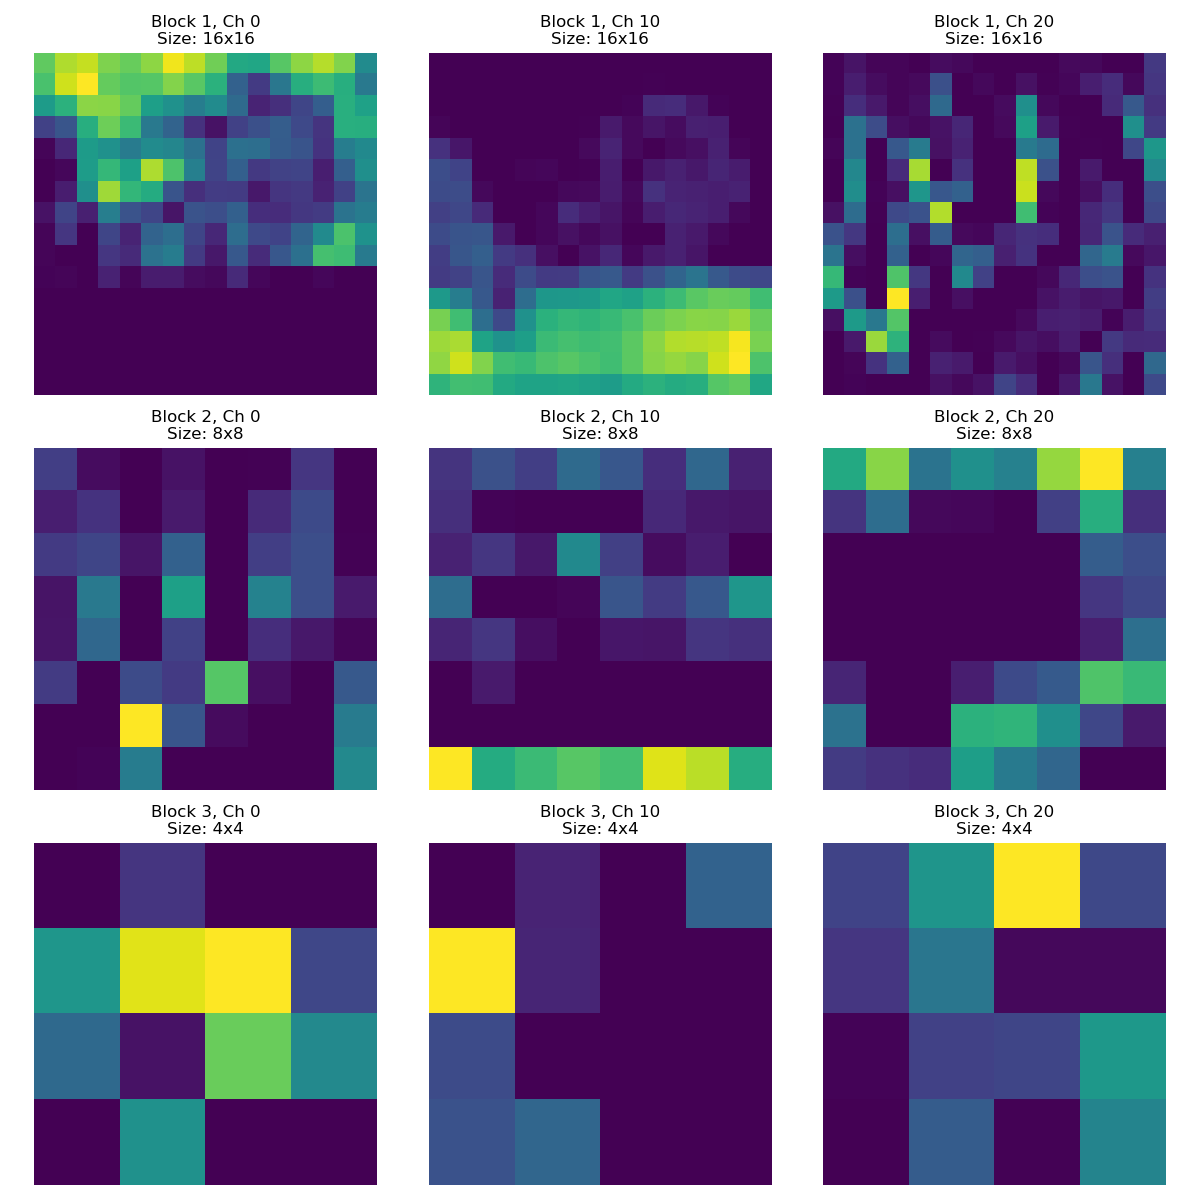 Block 1, Ch 0
Size: 16x16
Block 1, Ch 10
Size: 16x16
Block 1, Ch 20
Size: 16x16
Block 2, Ch 0
Size: 8x8
Block 2, Ch 10
Size: 8x8
Block 2, Ch 20
Size: 8x8
Block 3, Ch 0
Size: 4x4
Block 3, Ch 10
Size: 4x4
Block 3, Ch 20
Size: 4x4